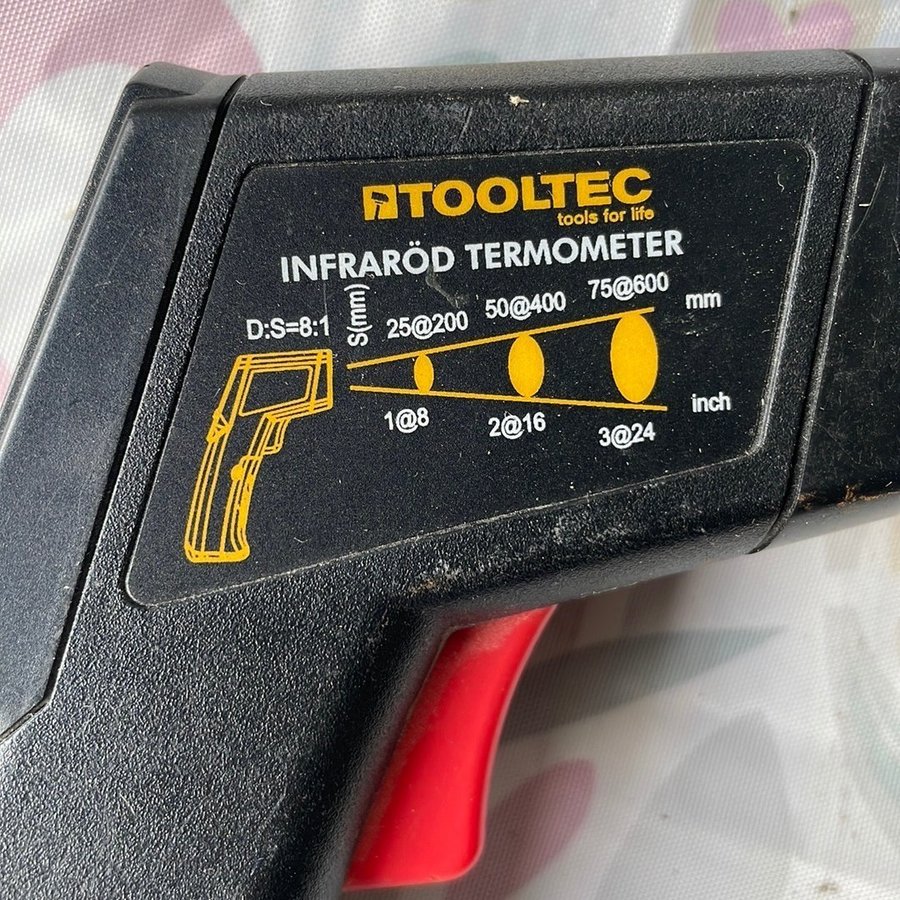 TOOLTEC
tools for life
INFRARÖD TERMOMETER
D:S=8:1
S(mm)
25@200 50@400 75@600 mm
1@8 2@16 3@24 inch